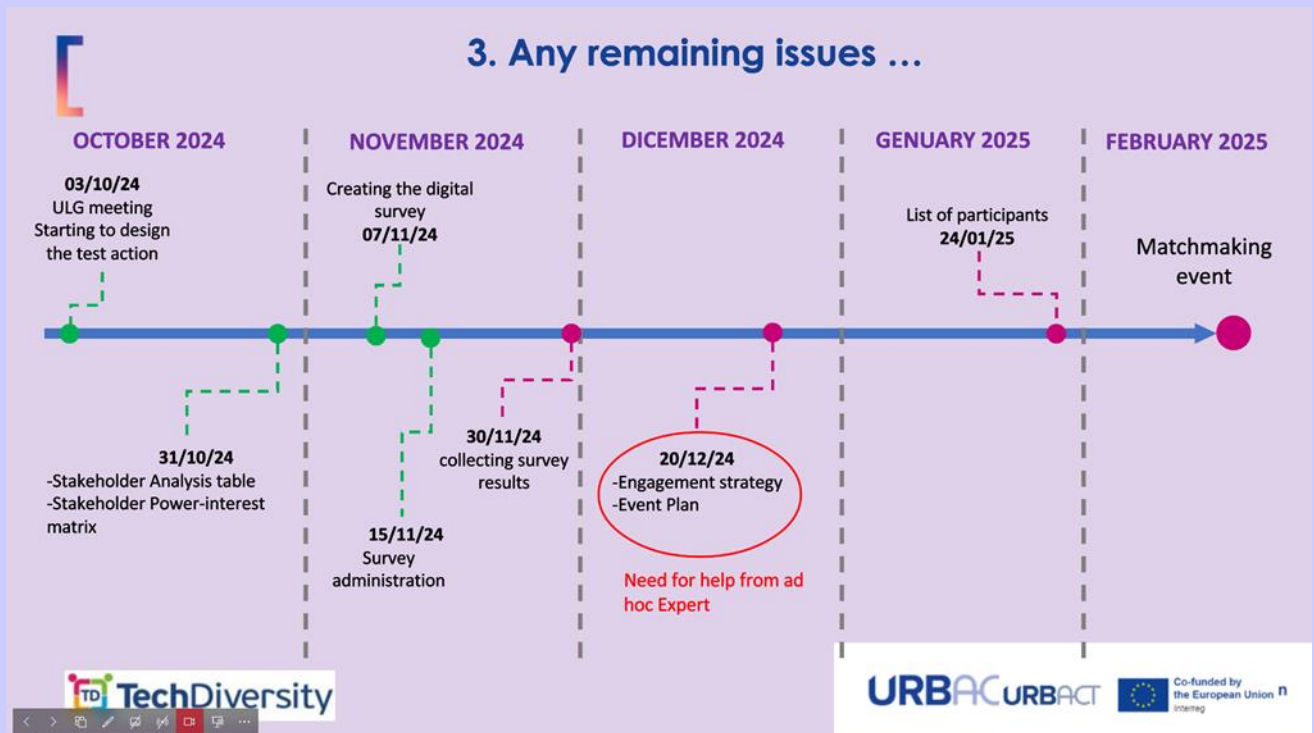 3. Any remaining issues ...
OCTOBER 2024
NOVEMBER 2024
DICEMBER 2024
GENUARY 2025
FEBRUARY 2025
03/10/24
ULG meeting
Starting to design
the test action
Creating the digital
survey
07/11/24
List of participants
24/01/25
Matchmaking
event
31/10/24
-Stakeholder Analysis table
-Stakeholder Power-interest
matrix
15/11/24
Survey
administration
30/11/24
collecting survey
results
20/12/24
-Engagement strategy
-Event Plan
Need for help from ad
hoc Expert
TD TechDiversity
URBAC URBACT
Co-funded by
the European Union n
Interreg